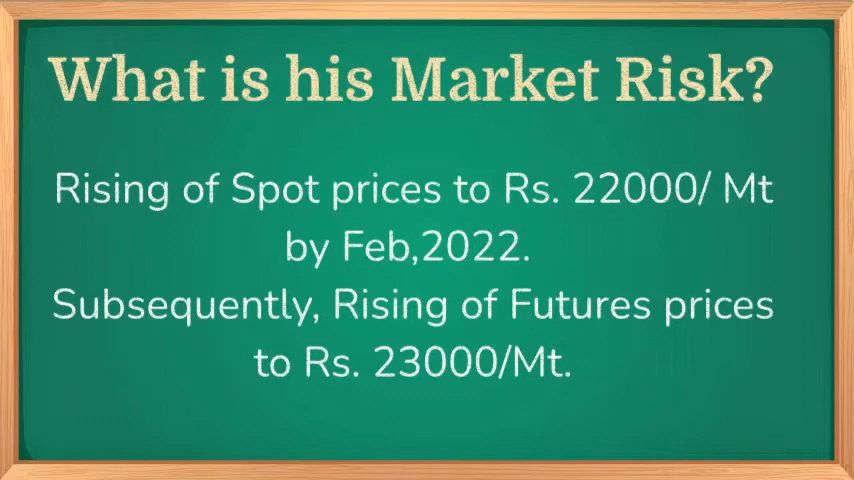 What is his Market Risk?
Rising of Spot prices to Rs. 22000/ Mt
by Feb,2022.
Subsequently, Rising of Futures prices
to Rs. 23000/Mt.